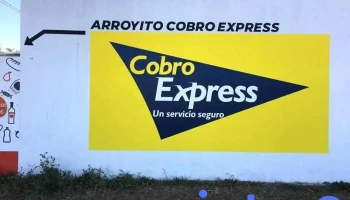 ARROYITO COBRO EXPRESS
Cobro
Express
Un servicio seguro